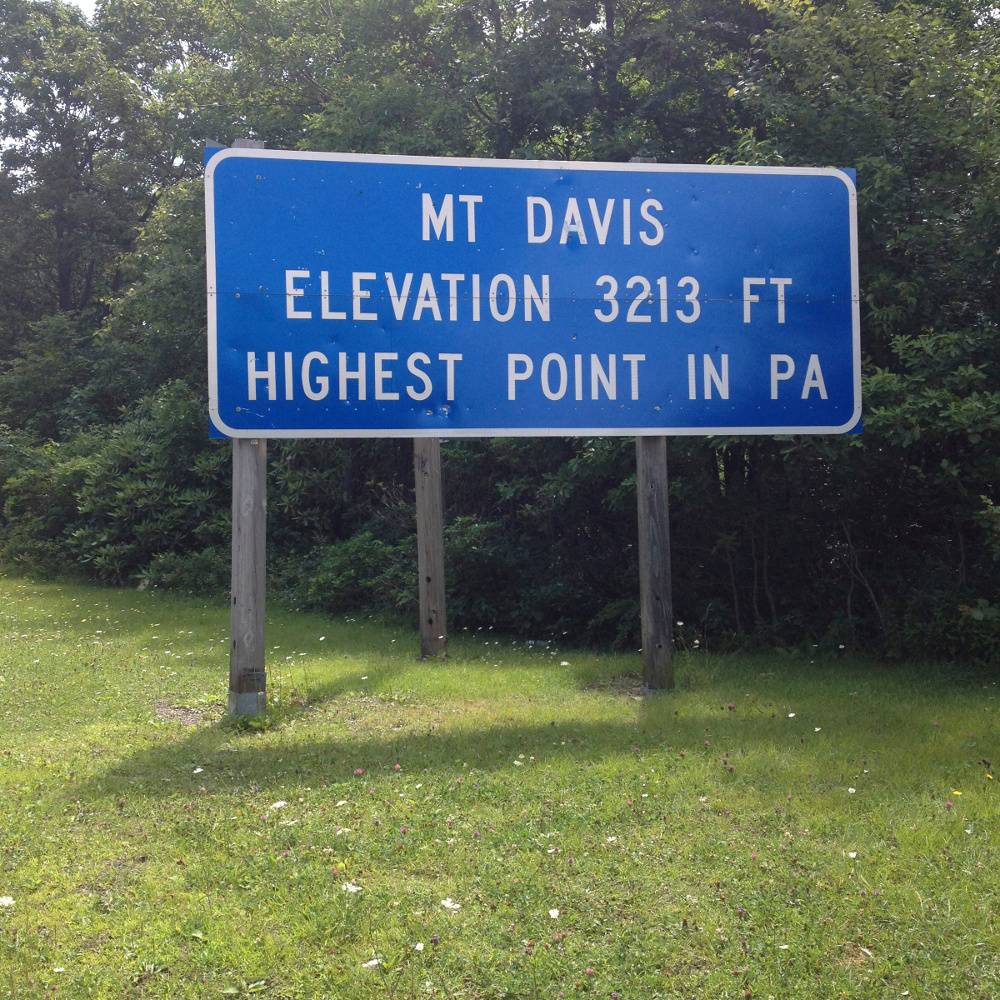 MT DAVIS
ELEVATION 3213 FT
HIGHEST POINT IN PA